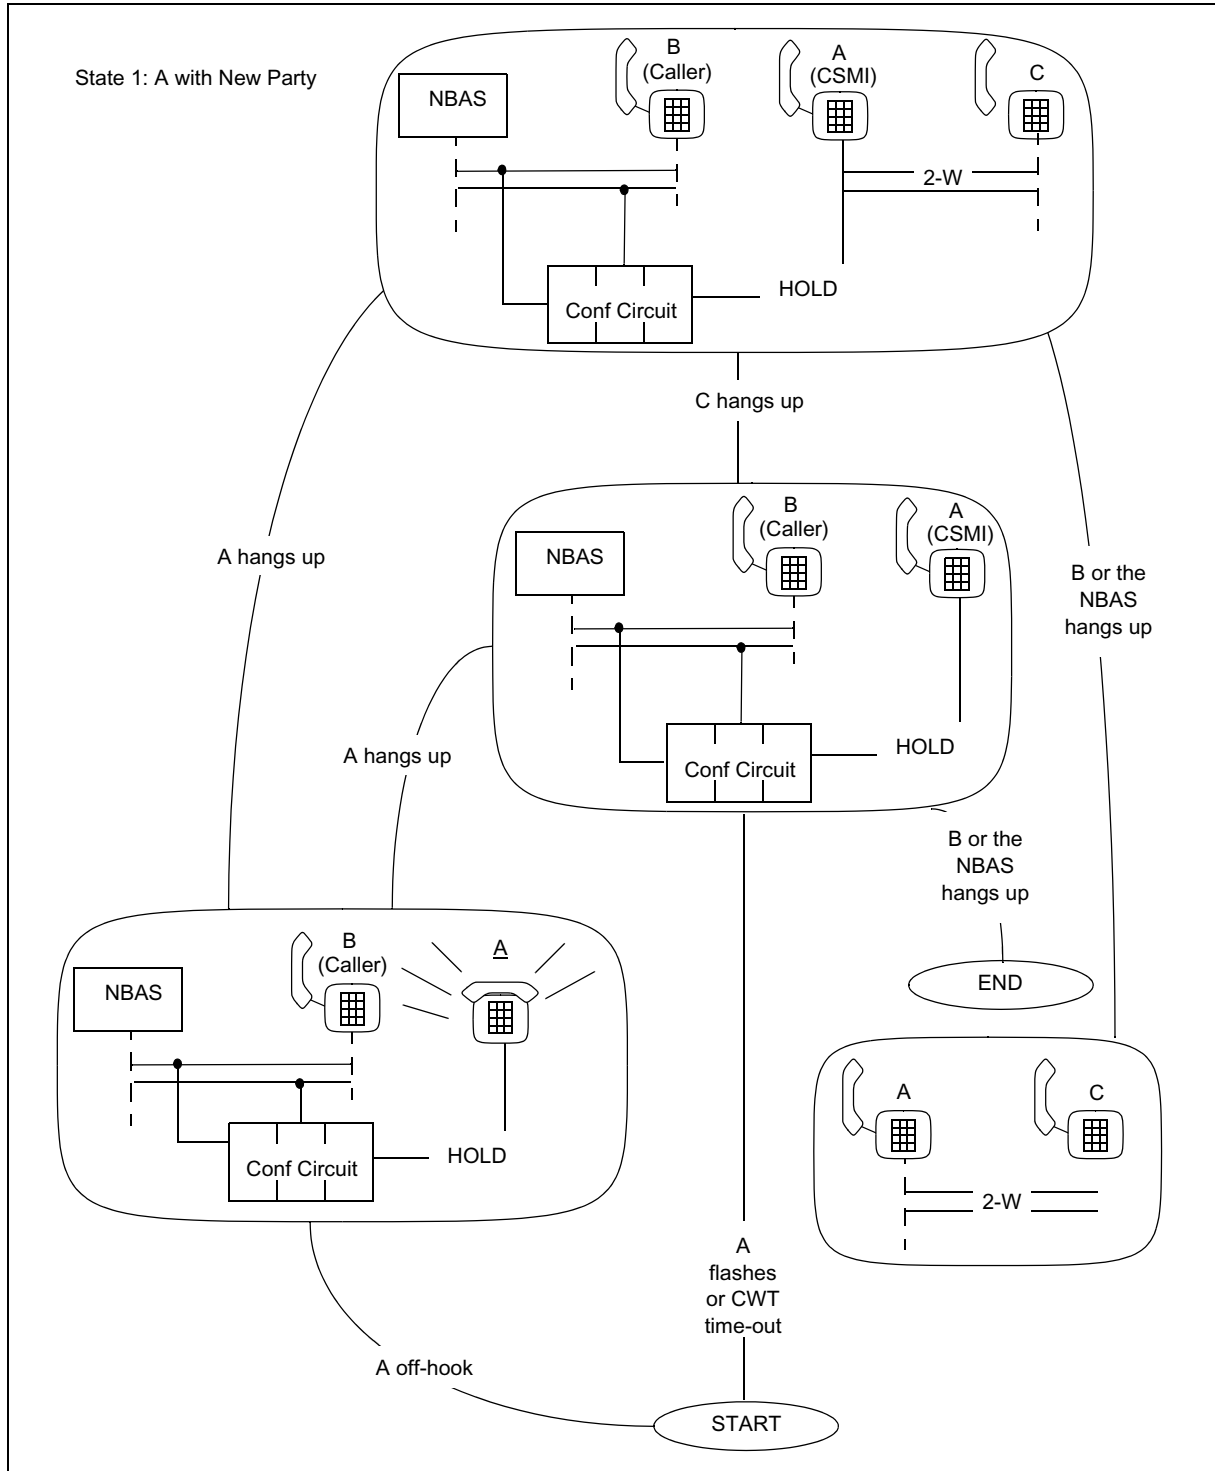 State 1: A with New Party
NBAS
B
(Caller)
A
(CSMI)
C
2-W
Conf Circuit
HOLD
C hangs up
A hangs up
NBAS
B
(Caller)
A
(CSMI)
Conf Circuit
HOLD
B or the
NBAS
hangs up
A hangs up
B or the
NBAS
hangs up
NBAS
B
(Caller)
A
Conf Circuit
HOLD
END
A
C
2-W
A
flashes
or CWT
time-out
A off-hook
START